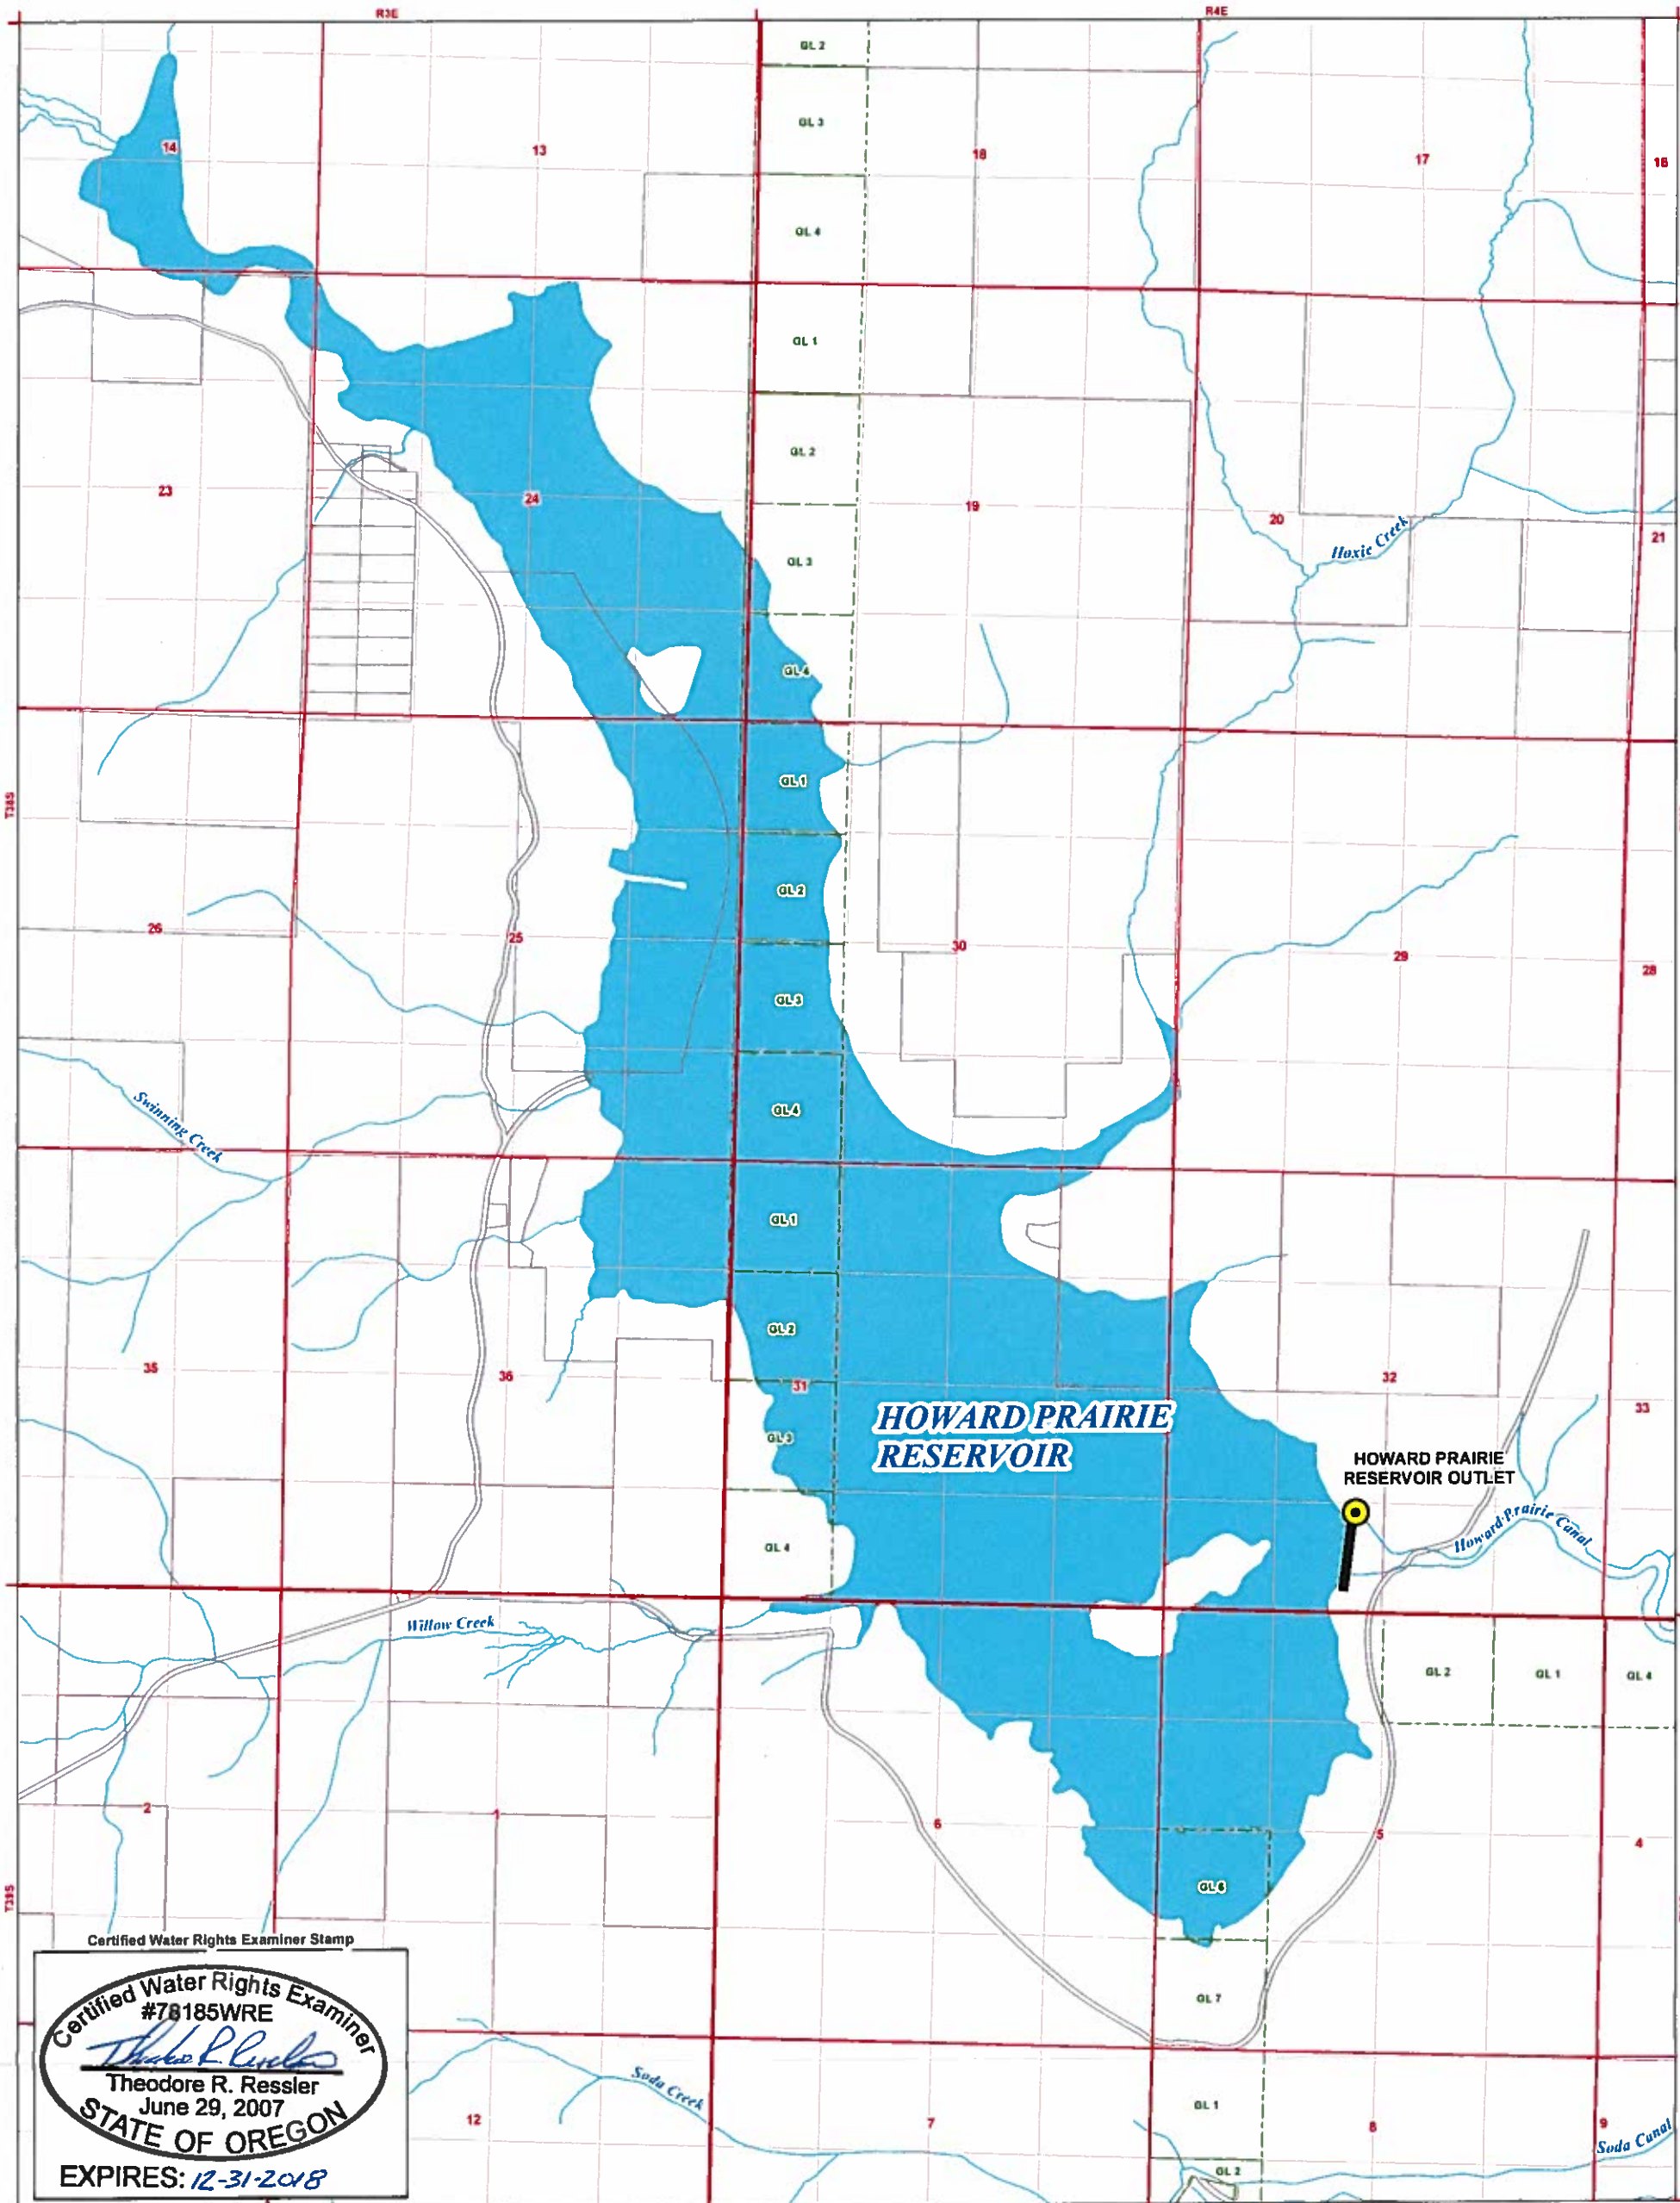 R3E
R4E
GL 2
GL 3
14
13
18
17
16
GL 4
GL 1
GL 2
23
24
19
20
Hoxie Creek
21
GL 3
GL 4
T38S
GL 1
GL 2
26
25
30
29
28
GL 3
Swinning Creek
GL 4
GL 1
GL 2
35
36
31
32
33
HOWARD PRAIRIE
RESERVOIR
GL 3
HOWARD PRAIRIE
RESERVOIR OUTLET
Howard Prairie Canal
GL 4
Willow Creek
GL 2
GL 1
GL 4
2
1
6
5
4
GL 6
T39S
GL 7
Certified Water Rights Examiner Stamp
Certified Water Rights Examiner
#78185WRE
Theodore R. Ressler
June 29, 2007
STATE OF OREGON
EXPIRES: 12-31-2018
Soda Creek
12
7
GL 1
8
9
GL 2
Soda Canal